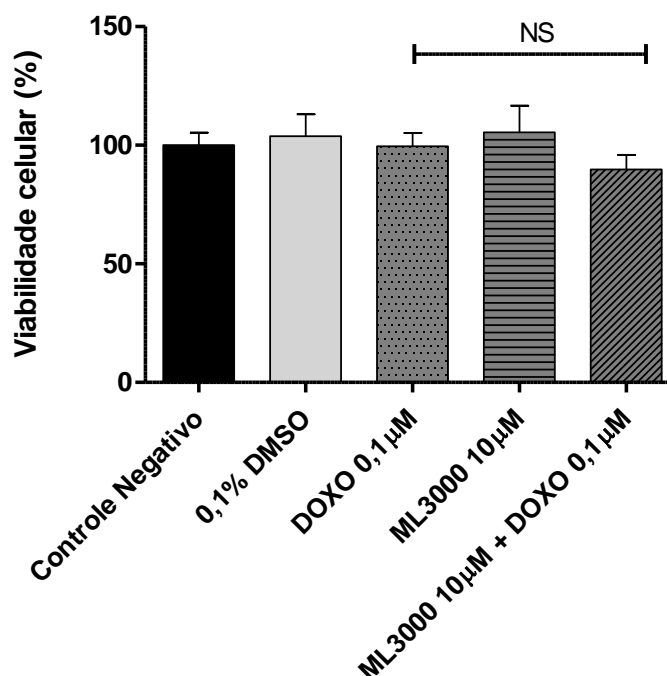 NS
150
100
50
0
Viabilidade celular (%)
Controle Negativo
0,1% DMSO
DOXO 0,1µM
ML3000 10µM
ML3000 10µM + DOXO 0,1µM